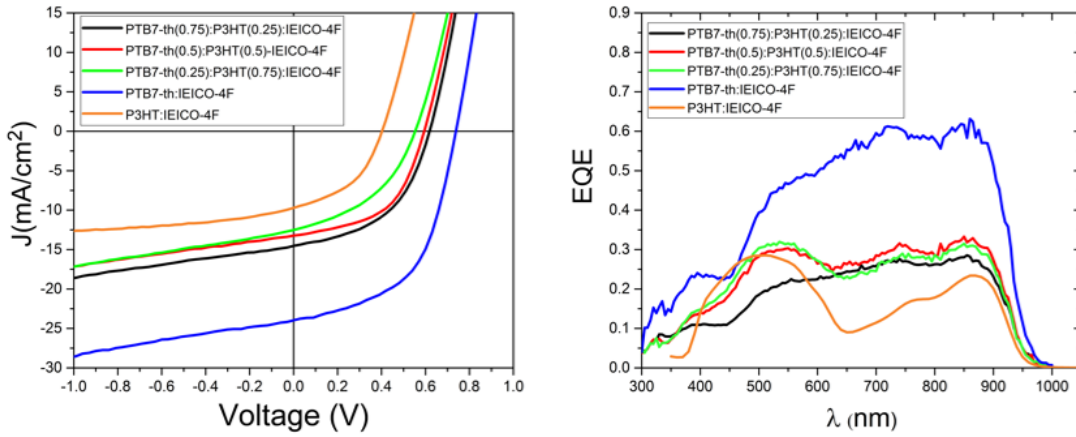 PTB7-th(0.75):P3HT(0.25):IEICO-4F
PTB7-th(0.5):P3HT(0.5)-IEICO-4F
PTB7-th(0.25):P3HT(0.75):IEICO-4F
PTB7-th:IEICO-4F
P3HT:IEICO-4F
15
10
5
0
-5
-10
-15
-20
-25
-30
J(mA/cm²)
-1.0 -0.8 -0.6 -0.4 -0.2 0.0 0.2 0.4 0.6 0.8 1.0
Voltage (V)
PTB7-th(0.75):P3HT(0.25):IEICO-4F
PTB7-th(0.5):P3HT(0.5):IEICO-4F
PTB7-th(0.25):P3HT(0.75):IEICO-4F
PTB7-th:IEICO-4F
P3HT:IEICO-4F
0.9
0.8
0.7
0.6
0.5
0.4
0.3
0.2
0.1
0.0
EQE
300 400 500 600 700 800 900 1000
λ (nm)